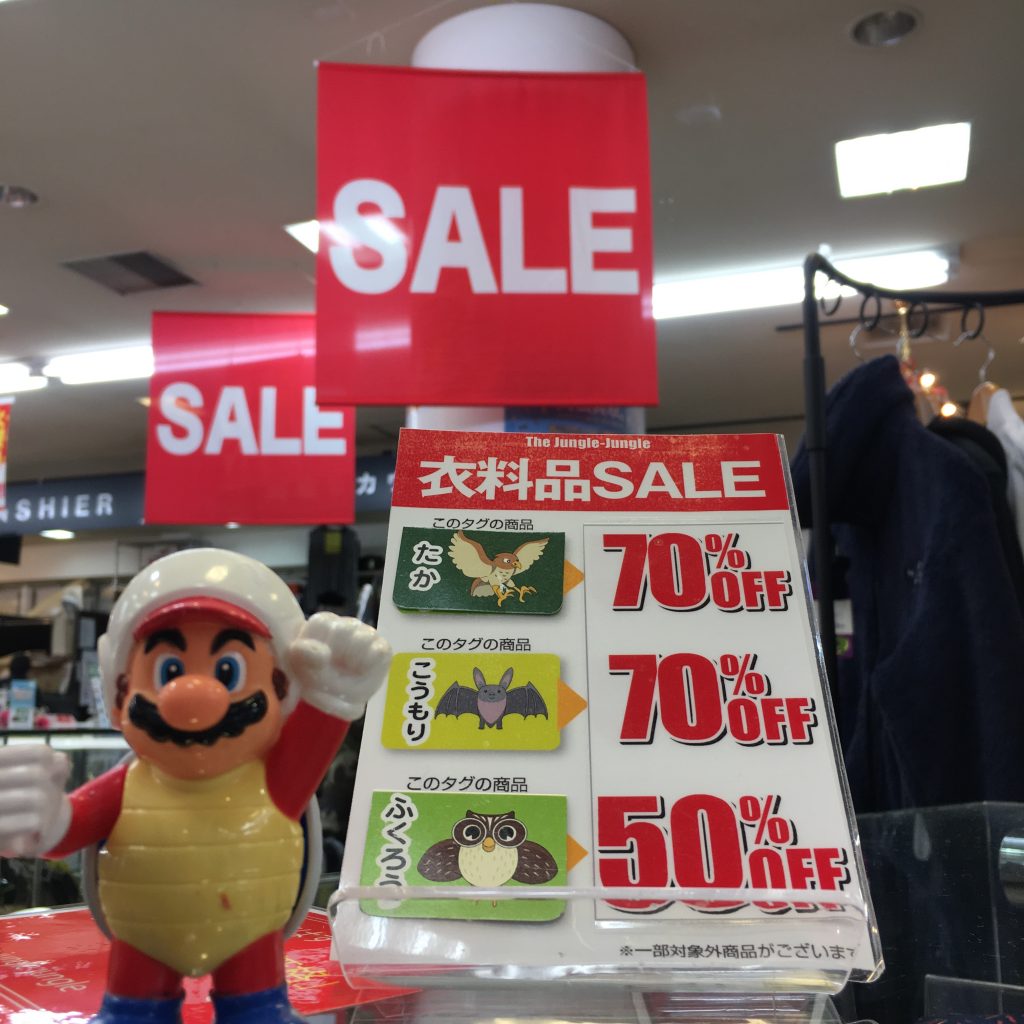 SALE
SALE
NSHIER
カ
The Jungle-Jungle
衣料品SALE
このタグの商品
たか
70%OFF
このタグの商品
こうもり
70%OFF
このタグの商品
ふくろう
50%OFF
※一部対象外商品がございます